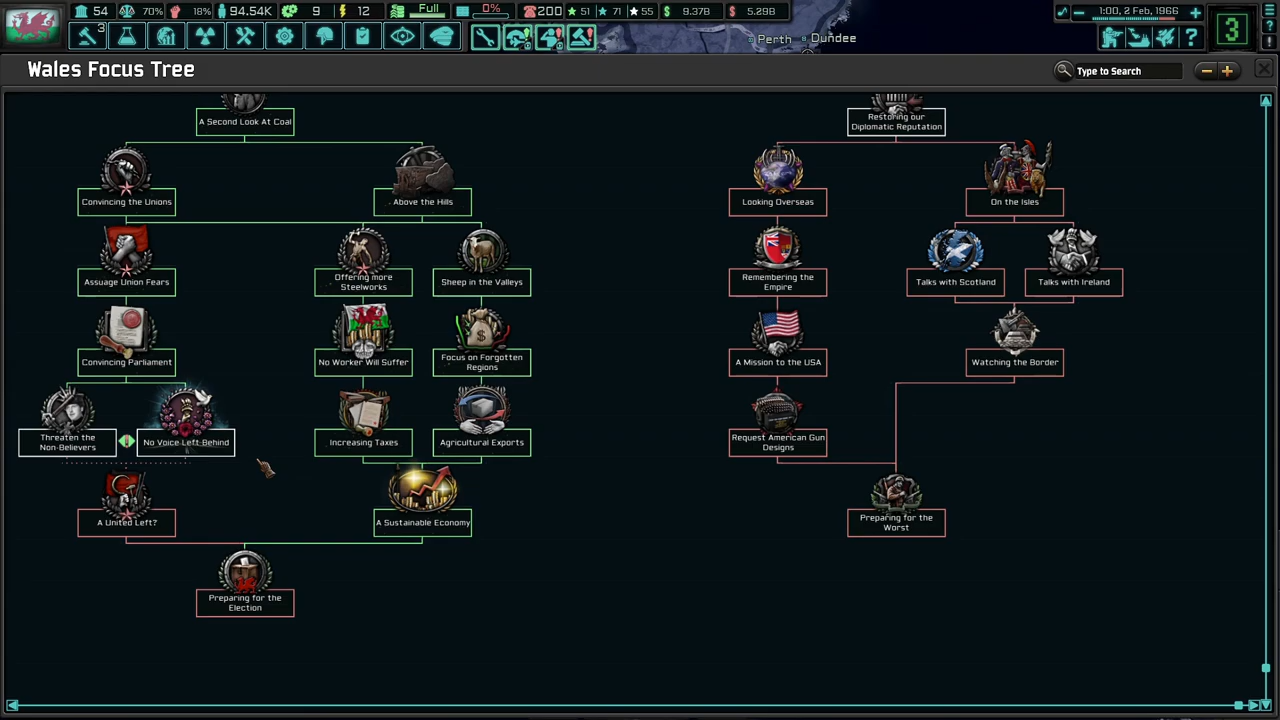 54 70% 18% 94.54K 9 12 Full 0% 200 51 71 55 $ 9.37B $ 5.29B 1:00, 2 Feb, 1966 3
3
Perth Dundee
Wales Focus Tree
Type to Search
A Second Look At Coal
Restoring our
Diplomatic Reputation
Convincing the Unions
Above the Hills
Looking Overseas
On the Isles
Assuage Union Fears
Offering more
Steelworks
Sheep in the Valleys
Remembering the
Empire
Talks with Scotland
Talks with Ireland
Convincing Parliament
No Worker Will Suffer
Focus on Forgotten
Regions
A Mission to the USA
Watching the Border
Threaten the
Non-Believers
No Voice Left Behind
Increasing Taxes
Agricultural Exports
Request American Gun
Designs
A United Left?
A Sustainable Economy
Preparing for the
Worst
Preparing for the
Election